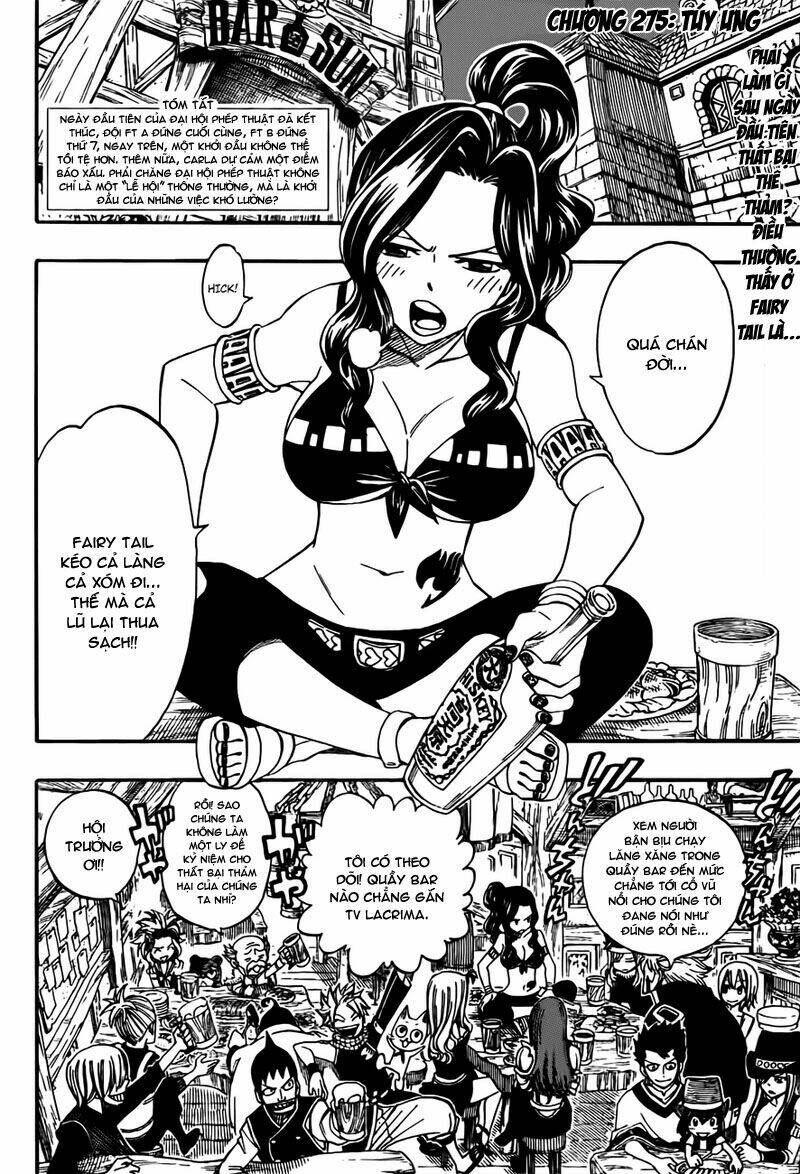 BAR SUN
CHƯƠNG 275: TÚY ƯNG
PHẢI
LÀM GÌ
SAU NGÀY
ĐẦU TIÊN
THẤT BẠI
THÊ
THẢM?
ĐIỀU
THƯỜNG
THẤY Ở
FAIRY
TAIL LÀ...
TÓM TẮT
NGÀY ĐẦU TIÊN CỦA ĐẠI HỘI PHÉP THUẬT ĐÃ KẾT
THÚC, ĐỘI FT A ĐỨNG CUỐI CÙNG, FT B ĐỨNG
THỨ 7, NGAY TRÊN, MỘT KHỞI ĐẦU KHÔNG THỂ
TỒI TỆ HƠN. THÊM NỮA, CARLA DỰ CẢM MỘT ĐIỀM
BÁO XẤU. PHẢI CHĂNG ĐẠI HỘI PHÉP THUẬT KHÔNG
CHỈ LÀ MỘT "LỄ HỘI" THÔNG THƯỜNG, MÀ LÀ KHỞI
ĐẦU CỦA NHỮNG VIỆC KHÓ LƯỜNG?
HICK!
QUÁ CHÁN
ĐỜI...
FAIRY TAIL
KÉO CẢ LÀNG
CẢ XÓM ĐI...
THẾ MÀ CẢ
LŨ LẠI THUA
SẠCH!!
HỘI
TRƯỞNG
ƠI!!
RỒI! SAO
CHÚNG TA
KHÔNG LÀM
MỘT LY ĐỂ
KỶ NIỆM CHO
THẤT BẠI THẢM
HẠI CỦA CHÚNG
TA NHỈ?
TÔI CÓ THEO
DÕI! QUẦY BAR
NÀO CHẲNG GẮN
TV LACRIMA.
XEM NGƯỜI
BẬN BỊU CHẠY
LĂNG XĂNG TRONG
QUẦY BAR ĐẾN MỨC
CHẲNG TỚI CỔ VŨ
NỔI CHO CHÚNG TÔI
ĐANG NÓI NHƯ
ĐÚNG RỒI NÈ...